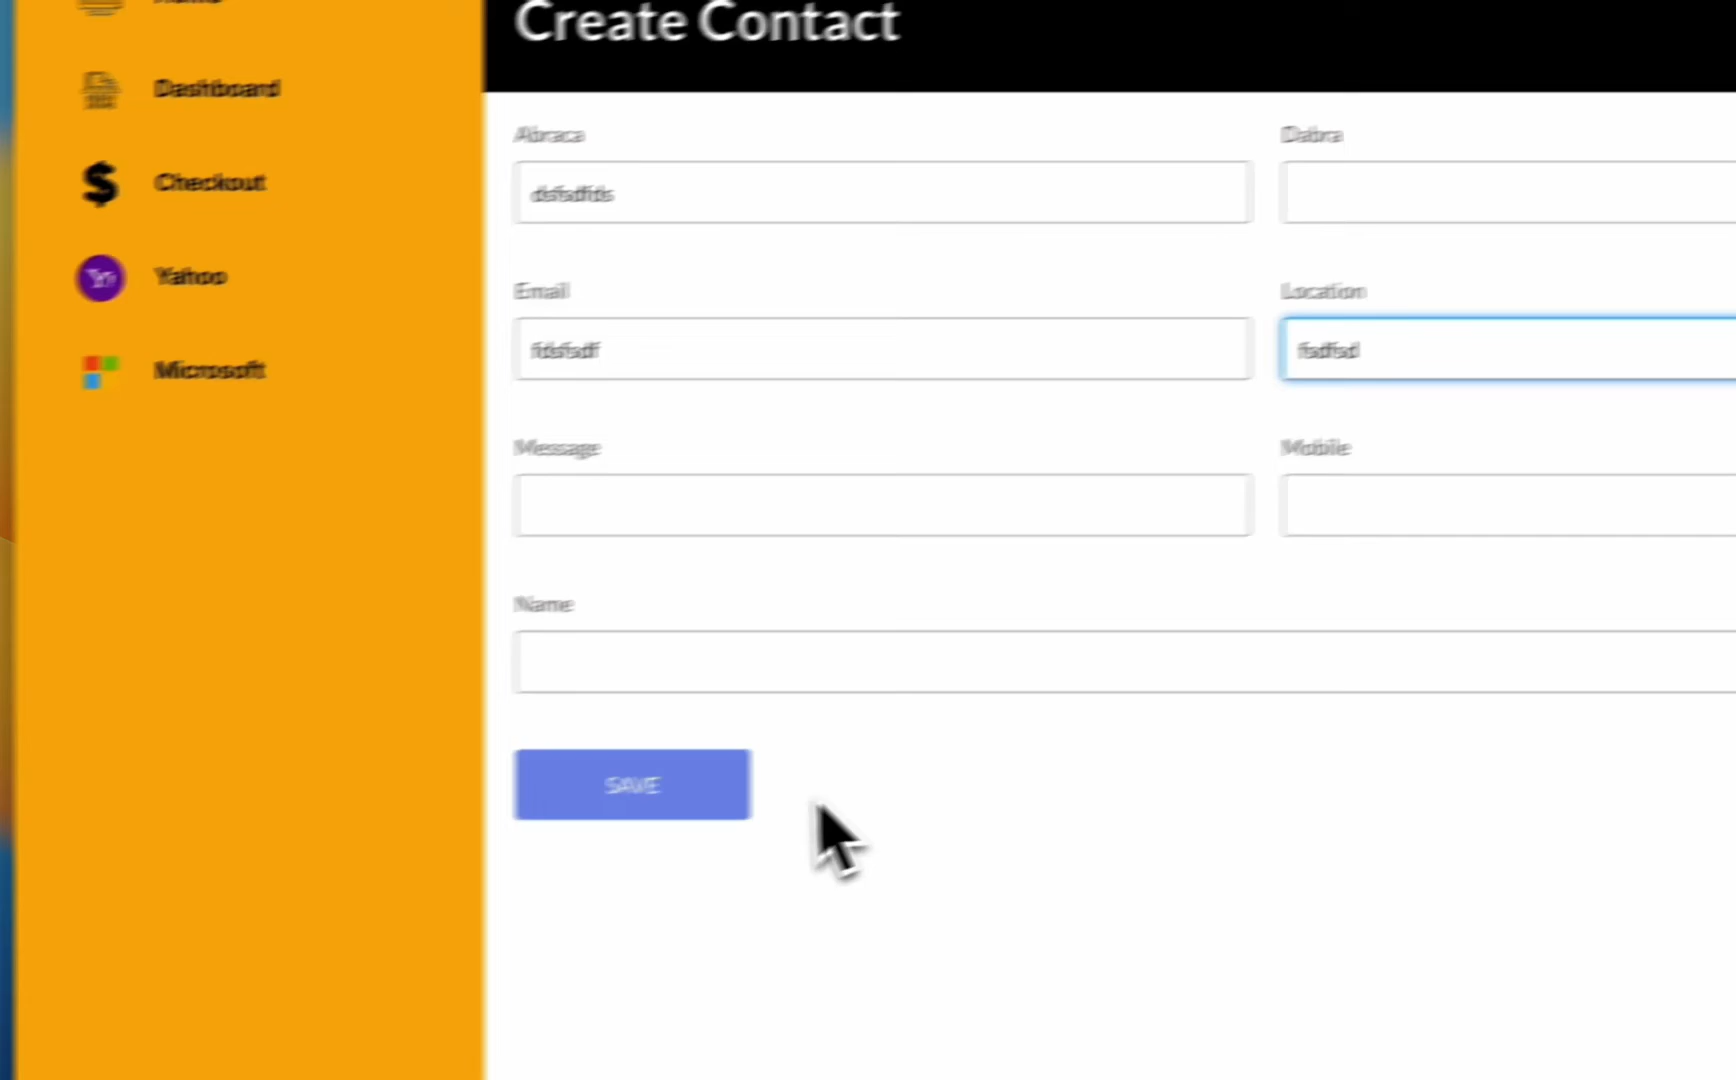 Create Contact
Dashboard
Checkout
Yahoo
Microsoft
Abraca
Dabra
Email
Location
Message
Mobile
Name
SAVE